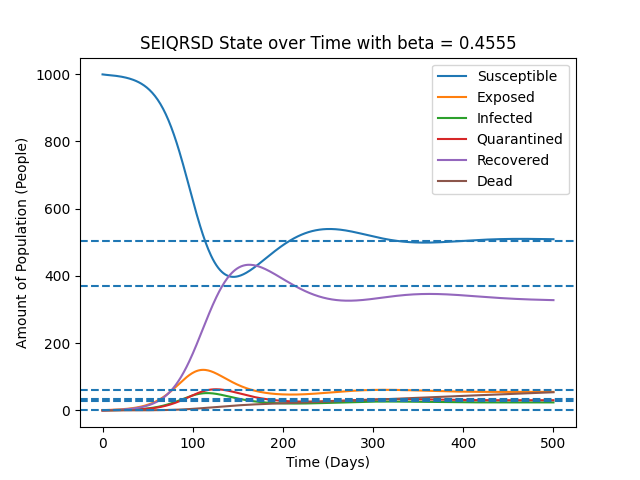 SEIQRSD State over Time with beta = 0.4555
Amount of Population (People)
1000
800
600
400
200
0
Susceptible
Exposed
Infected
Quarantined
Recovered
Dead
0 100 200 300 400 500
Time (Days)